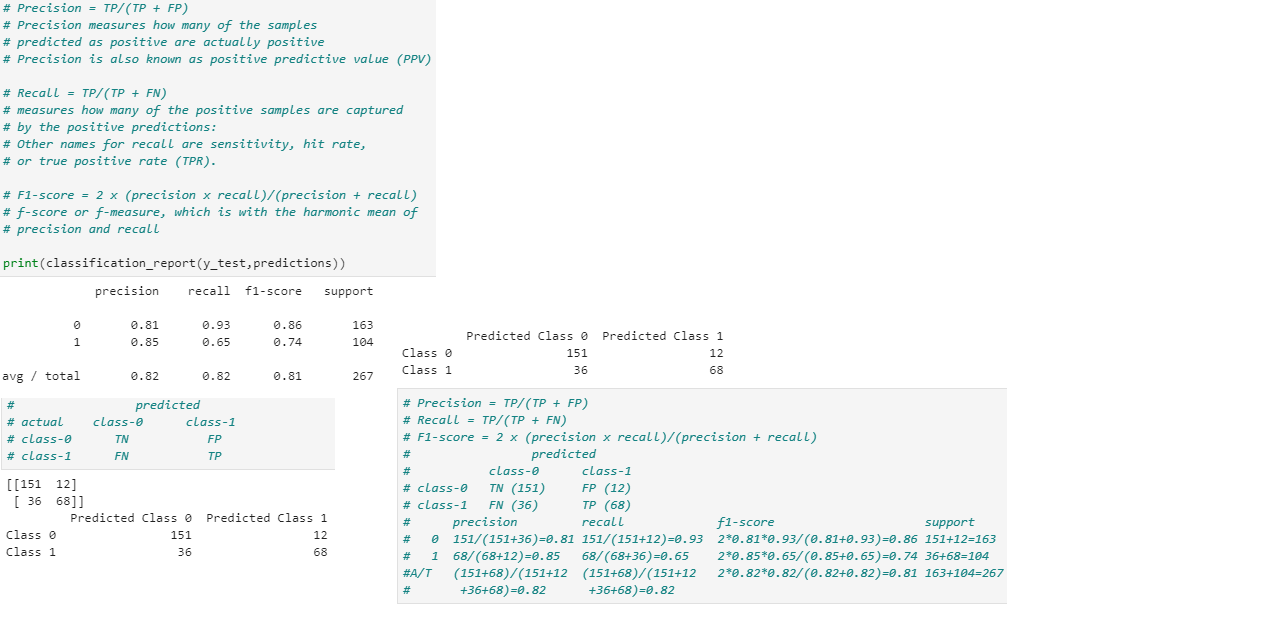 # Precision = TP/(TP + FP)
# Precision measures how many of the samples
# predicted as positive are actually positive
# Precision is also known as positive predictive value (PPV)
# Recall = TP/(TP + FN)
# measures how many of the positive samples are captured
# by the positive predictions:
# Other names for recall are sensitivity, hit rate,
# or true positive rate (TPR).
# F1-score = 2 x (precision x recall)/(precision + recall)
# f-score or f-measure, which is with the harmonic mean of
# precision and recall
print(classification_report(y_test,predictions))
precision recall f1-score support
0 0.81 0.93 0.86 163
1 0.85 0.65 0.74 104
avg / total 0.82 0.82 0.81 267
# predicted
# actual class-0 class-1
# class-0 TN FP
# class-1 FN TP
[[151 12]
[ 36 68]]
Predicted Class 0 Predicted Class 1
Class 0 151 12
Class 1 36 68
Predicted Class 0 Predicted Class 1
Class 0 151 12
Class 1 36 68
# Precision = TP/(TP + FP)
# Recall = TP/(TP + FN)
# F1-score = 2 x (precision x recall)/(precision + recall)
# predicted
# class-0 class-1
# class-0 TN (151) FP (12)
# class-1 FN (36) TP (68)
# precision recall f1-score support
# 0 151/(151+36)=0.81 151/(151+12)=0.93 2*0.81*0.93/(0.81+0.93)=0.86 151+12=163
# 1 68/(68+12)=0.85 68/(68+36)=0.65 2*0.85*0.65/(0.85+0.65)=0.74 36+68=104
#A/T (151+68)/(151+12 (151+68)/(151+12 2*0.82*0.82/(0.82+0.82)=0.81 163+104=267
# +36+68)=0.82 +36+68)=0.82